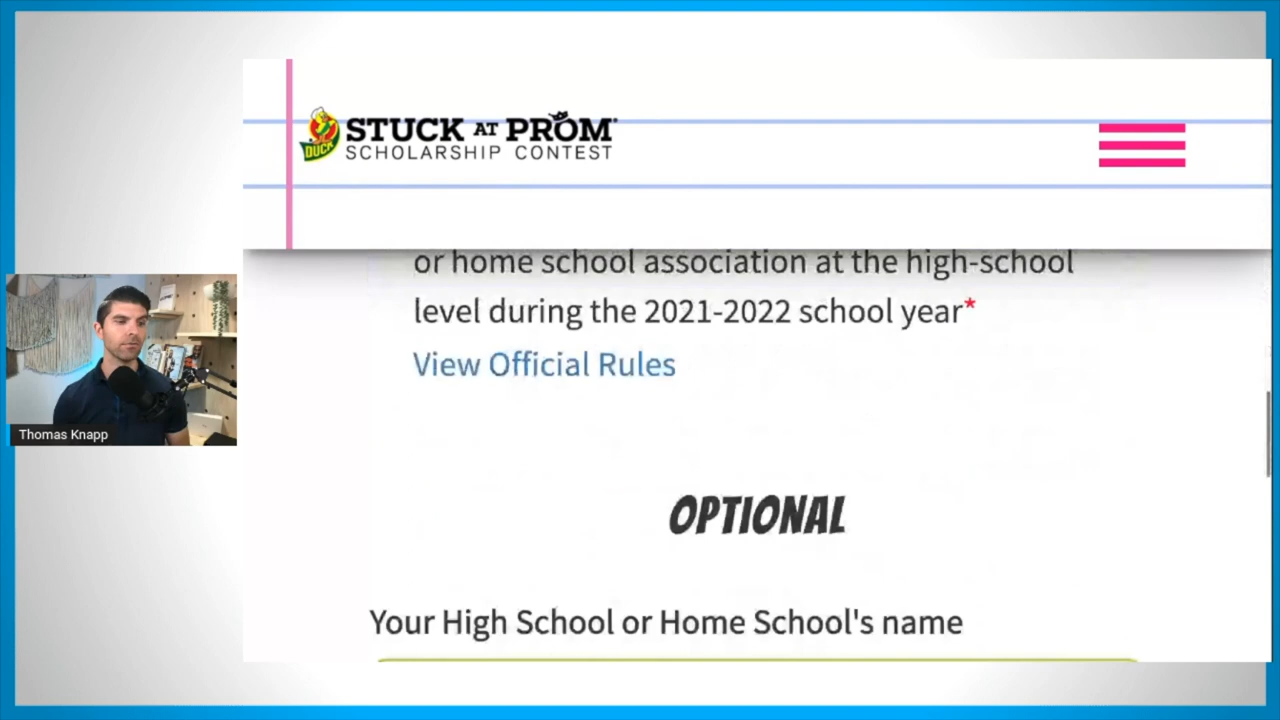 STUCK AT PROM®
SCHOLARSHIP CONTEST
DUCK
or home school association at the high-school
level during the 2021-2022 school year*
View Official Rules
OPTIONAL
Your High School or Home School's name
Thomas Knapp